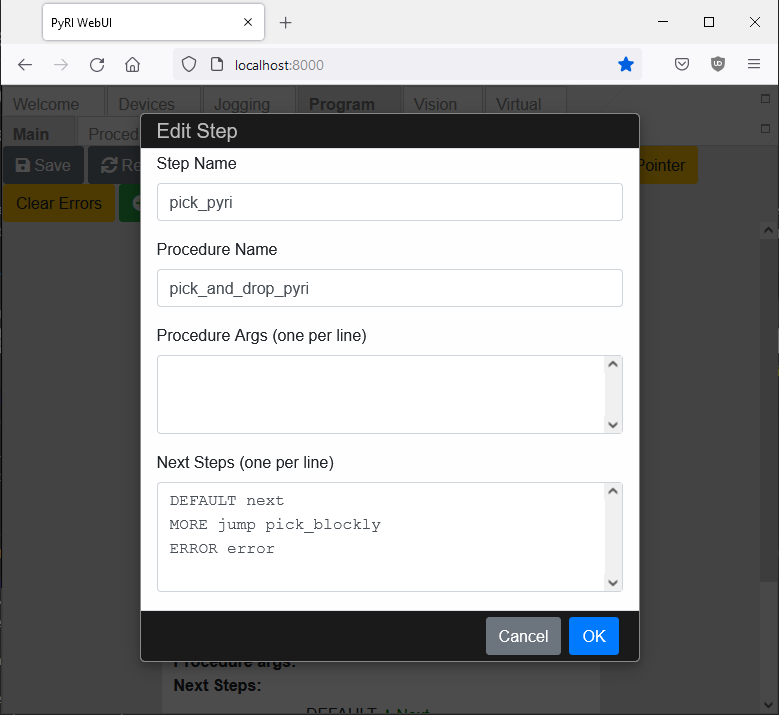 PyRI WebUI
localhost:8000
Welcome Devices Jogging Program Vision Virtual
Main Proced
Save Re Pointer
Clear Errors
Edit Step
Step Name
pick_pyri
Procedure Name
pick_and_drop_pyri
Procedure Args (one per line)
Next Steps (one per line)
DEFAULT next
MORE jump pick_blockly
ERROR error
Cancel OK
Procedure args:
Next Steps:
DEFAULT Next